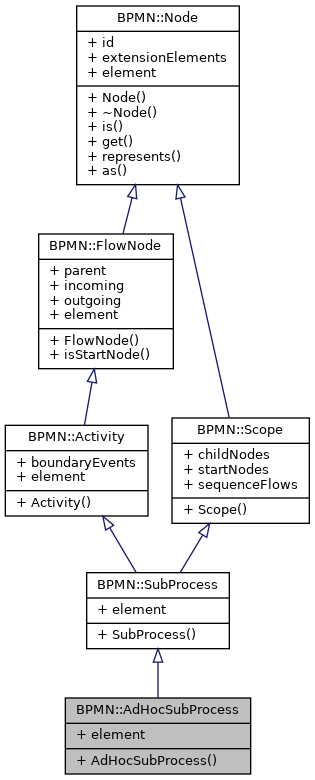 BPMN::Node
+ id
+ extensionElements
+ element
+ Node()
+ ~Node()
+ is()
+ get()
+ represents()
+ as()
BPMN::FlowNode
+ parent
+ incoming
+ outgoing
+ element
+ FlowNode()
+ isStartNode()
BPMN::Activity
+ boundaryEvents
+ element
+ Activity()
BPMN::Scope
+ childNodes
+ startNodes
+ sequenceFlows
+ Scope()
BPMN::SubProcess
+ element
+ SubProcess()
BPMN::AdHocSubProcess
+ element
+ AdHocSubProcess()